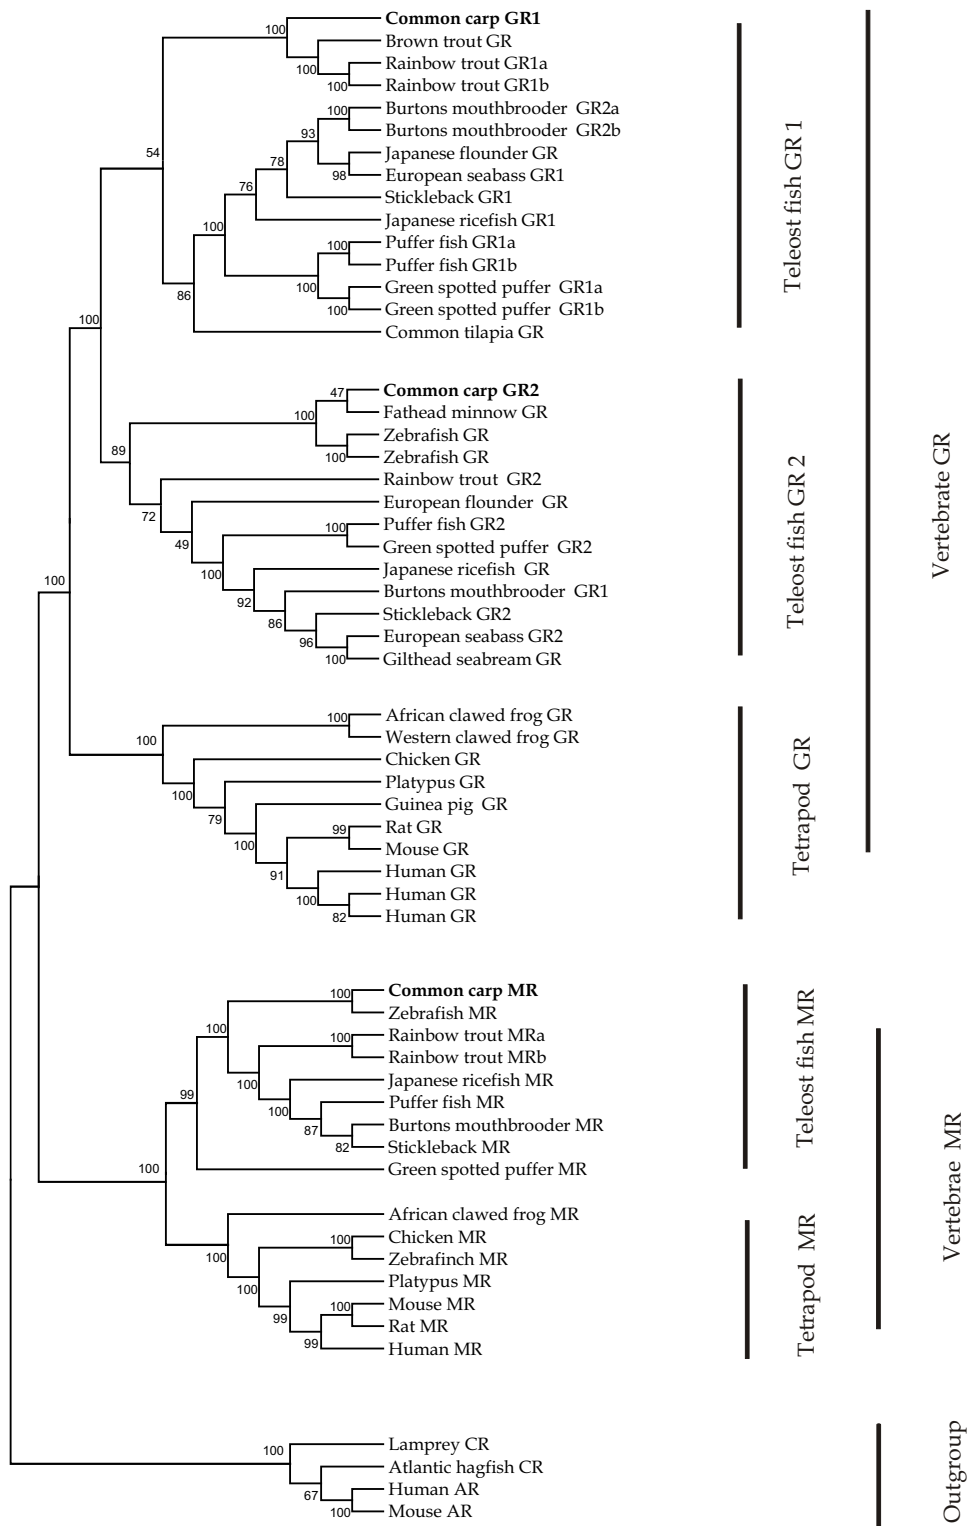 Common carp GR1
100
Brown trout GR
100
Rainbow trout GR1a
100
Rainbow trout GR1b
Burtons mouthbrooder GR2a
100
Burtons mouthbrooder GR2b
93
Japanese flounder GR
98
European seabass GR1
78
Stickleback GR1
76
Japanese ricefish GR1
100
Puffer fish GR1a
100
Puffer fish GR1b
100
Green spotted puffer GR1a
100
Green spotted puffer GR1b
86
Common tilapia GR
54
100
Teleost fish GR 1
Common carp GR2
47
Fathead minnow GR
100
Zebrafish GR
100
Zebrafish GR
89
Rainbow trout GR2
72
European flounder GR
49
Puffer fish GR2
100
Green spotted puffer GR2
100
Japanese ricefish GR
92
Burtons mouthbrooder GR1
86
Stickleback GR2
96
European seabass GR2
100
Gilthead seabream GR
Teleost fish GR 2
100
African clawed frog GR
100
Western clawed frog GR
100
Chicken GR
100
Platypus GR
79
Guinea pig GR
100
Rat GR
99
Mouse GR
91
Human GR
100
Human GR
82
Human GR
Tetrapod GR
Vertebrate GR
Common carp MR
100
Zebrafish MR
100
Rainbow trout MRa
100
Rainbow trout MRb
100
Japanese ricefish MR
100
Puffer fish MR
87
Burtons mouthbrooder MR
82
Stickleback MR
99
Green spotted puffer MR
Teleost fish MR
100
African clawed frog MR
100
Chicken MR
100
Zebrafinch MR
100
Platypus MR
99
Mouse MR
100
Rat MR
99
Human MR
Tetrapod MR
Vertebrae MR
Lamprey CR
100
Atlantic hagfish CR
67
Human AR
100
Mouse AR
Outgroup